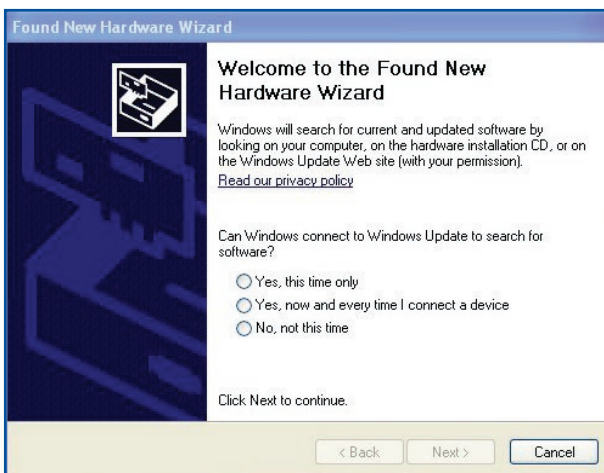 Found New Hardware Wizard
Welcome to the Found New
Hardware Wizard
Windows will search for current and updated software by
looking on your computer, on the hardware installation CD, or on
the Windows Update Web site (with your permission).
Read our privacy policy
Can Windows connect to Windows Update to search for
software?
Yes, this time only
Yes, now and every time I connect a device
No, not this time
Click Next to continue.
< Back
Next >
Cancel